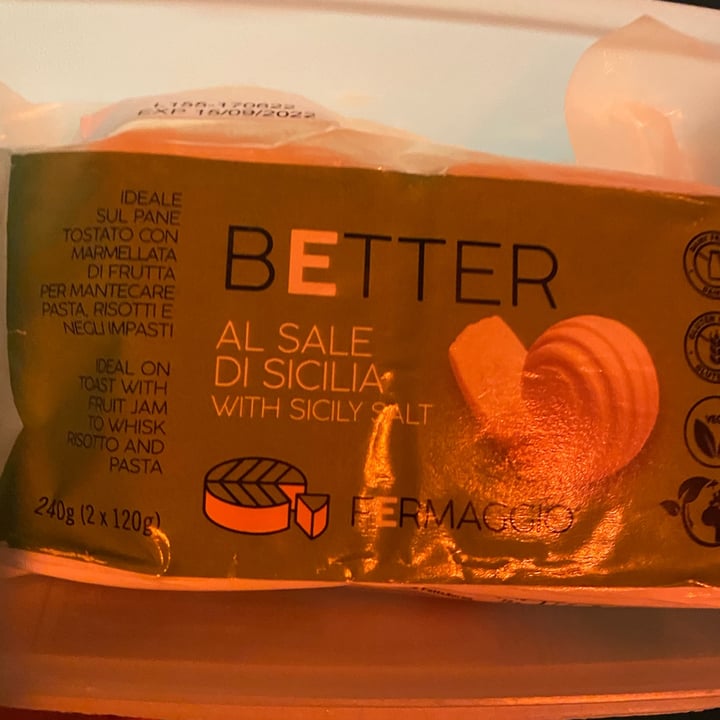 L 155-170622
EXP 15/09/2022
IDEALE
SUL PANE
TOSTATO CON
MARMELLATA
DI FRUTTA
PER MANTECARE
PASTA, RISOTTI E
NEGLI IMPASTI
IDEAL ON
TOAST WITH
FRUIT JAM
TO WHISK
RISOTTO AND
PASTA
240g (2 x 120g)
BETTER
AL SALE
DI SICILIA
WITH SICILY SALT
FERMAGGIO